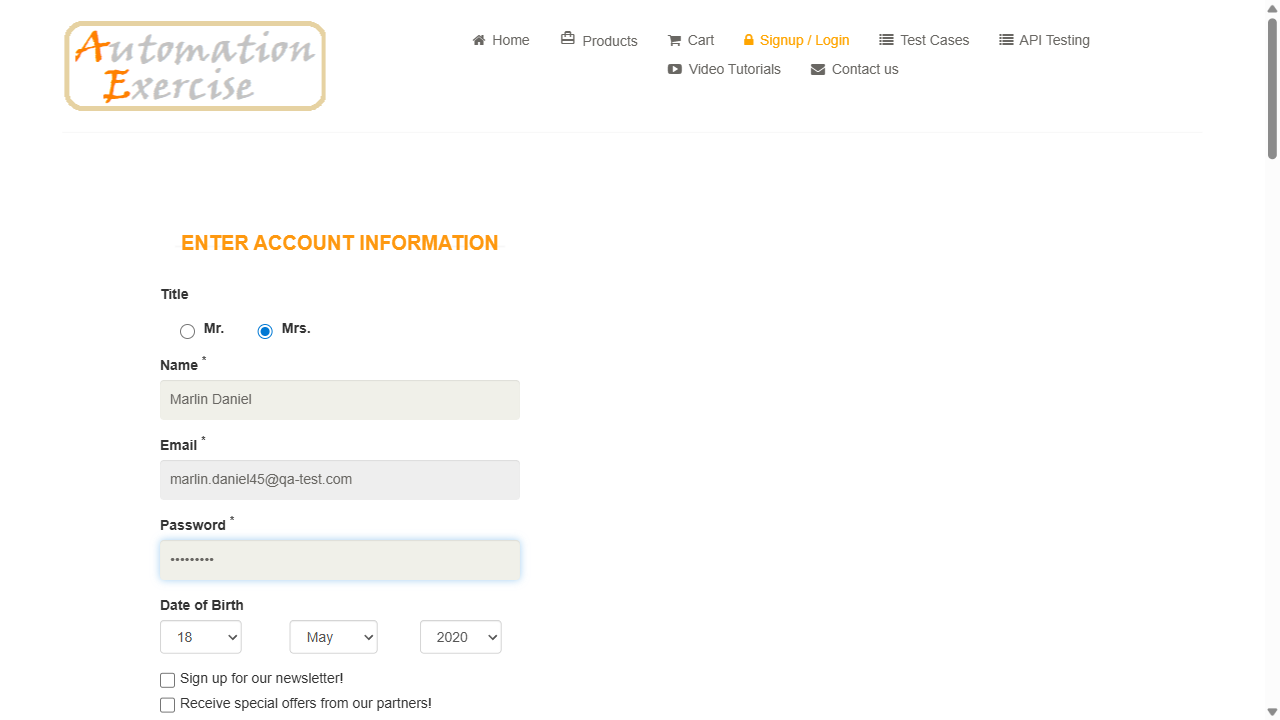 Automation
Exercise
Home
Products
Cart
Signup / Login
Test Cases
API Testing
Video Tutorials
Contact us
ENTER ACCOUNT INFORMATION
Title
Mr.
Mrs.
Name *
Marlin Daniel
Email *
marlin.daniel45@qa-test.com
Password *
•••••••••
Date of Birth
18
May
2020
Sign up for our newsletter!
Receive special offers from our partners!